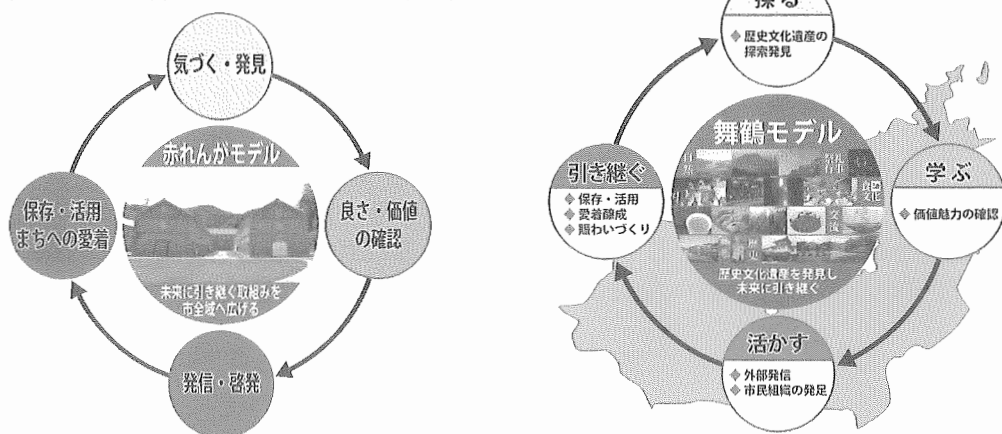 気づく・発見
赤れんがモデル
保存・活用
まちへの愛着
良さ・価値
の確認
未来に引き継ぐ取組みを
市全域へ広げる
発信・啓発
探る
◆歴史文化遺産の
探索発見
舞鶴モデル
引き継ぐ
◆保存・活用
◆愛着醸成
◆賑わいづくり
学ぶ
◆価値魅力の確認
歴史文化遺産を発見し
未来に引き継ぐ
活かす
◆外部発信
◆市民組織の発足